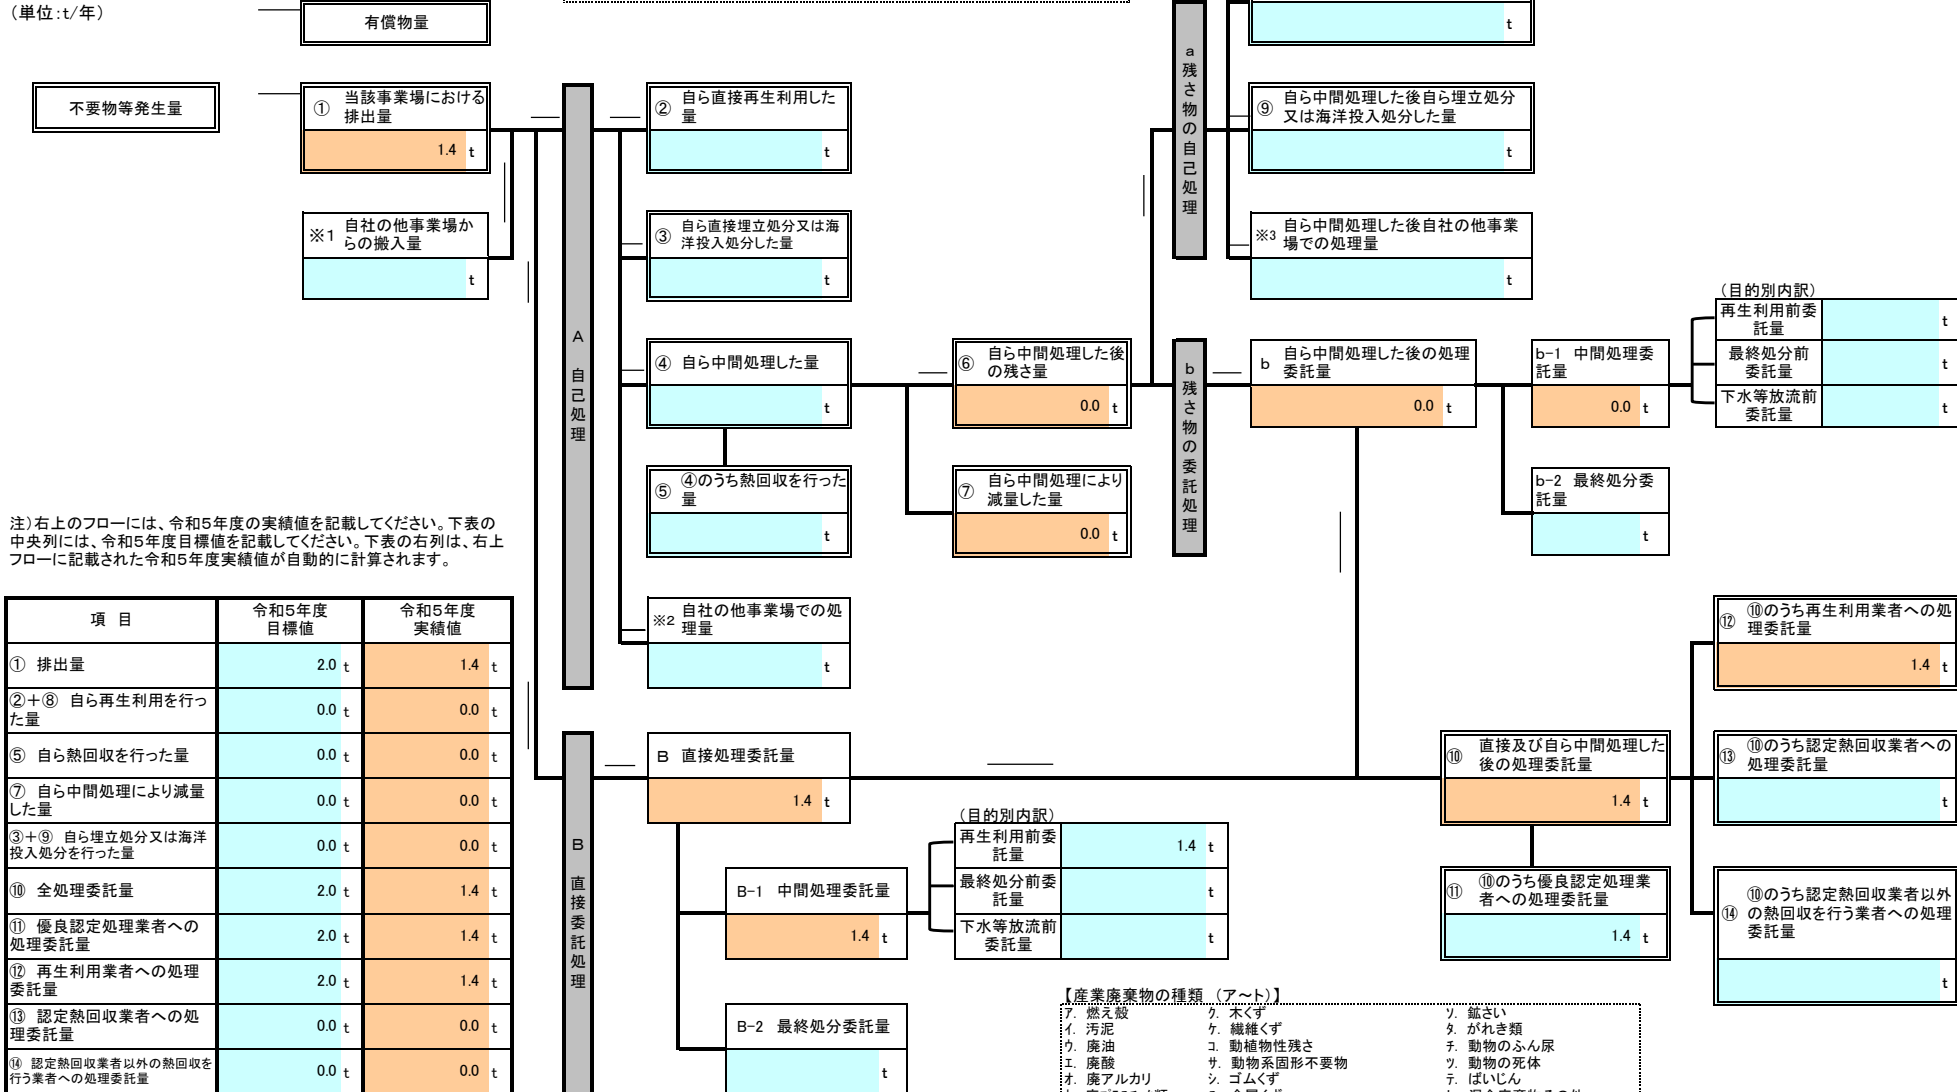 (単位:t/年)
有償物量
t
不要物等発生量
① 当該事業場における
排出量
1.4 t
② 自ら直接再生利用した
量
t
⑨ 自ら中間処理した後自ら埋立処分
又は海洋投入処分した量
t
a 残さ物の自己処理
※1 自社の他事業場か
らの搬入量
t
③ 自ら直接埋立処分又は海
洋投入処分した量
t
※3 自ら中間処理した後自社の他事業
場での処理量
t
A 自己処理
④ 自ら中間処理した量
t
⑥ 自ら中間処理した後
の残さ量
0.0 t
b 残さ物の委託処理
b 自ら中間処理した後の処理
委託量
0.0 t
b-1 中間処理委
託量
0.0 t
(目的別内訳)
再生利用前委
託量
t
最終処分前
委託量
t
下水等放流前
委託量
t
⑤ ④のうち熱回収を行った
量
t
⑦ 自ら中間処理により
減量した量
0.0 t
b-2 最終処分委
託量
t
注)右上のフローには、令和5年度の実績値を記載してください。下表の
中央列には、令和5年度目標値を記載してください。下表の右列は、右上
フローに記載された令和5年度実績値が自動的に計算されます。
項 目 令和5年度
目標値 令和5年度
実績値
① 排出量 2.0 t 1.4 t
②+⑧ 自ら再生利用を行っ
た量 0.0 t 0.0 t
⑤ 自ら熱回収を行った量 0.0 t 0.0 t
⑦ 自ら中間処理により減量
した量 0.0 t 0.0 t
③+⑨ 自ら埋立処分又は海洋
投入処分を行った量 0.0 t 0.0 t
⑩ 全処理委託量 2.0 t 1.4 t
⑪ 優良認定処理業者への
処理委託量 2.0 t 1.4 t
⑫ 再生利用業者への処理
委託量 2.0 t 1.4 t
⑬ 認定熱回収業者への処
理委託量 0.0 t 0.0 t
⑭ 認定熱回収業者以外の熱回収を
行う業者への処理委託量 0.0 t 0.0 t
※2 自社の他事業場での処
理量
t
B 直接委託処理
B 直接処理委託量
1.4 t
B-1 中間処理委託量
1.4 t
(目的別内訳)
再生利用前委
託量
1.4 t
最終処分前委
託量
t
下水等放流前
委託量
t
B-2 最終処分委託量
t
⑩ 直接及び自ら中間処理した
後の処理委託量
1.4 t
⑪ ⑩のうち優良認定処理業
者への処理委託量
1.4 t
⑫ ⑩のうち再生利用業者への処
理委託量
1.4 t
⑬ ⑩のうち認定熱回収業者への
処理委託量
t
⑭ ⑩のうち認定熱回収業者以外
の熱回収を行う業者への処理
委託量
t
【産業廃棄物の種類 (ア~ト)】
ア. 燃え殻 ク. 木くず ソ. 鉱さい
イ. 汚泥 ケ. 繊維くず タ. がれき類
ウ. 廃油 コ. 動植物性残さ チ. 動物のふん尿
エ. 廃酸 サ. 動物系固形不要物 ツ. 動物の死体
オ. 廃アルカリ シ. ゴムくず テ. ばいじん